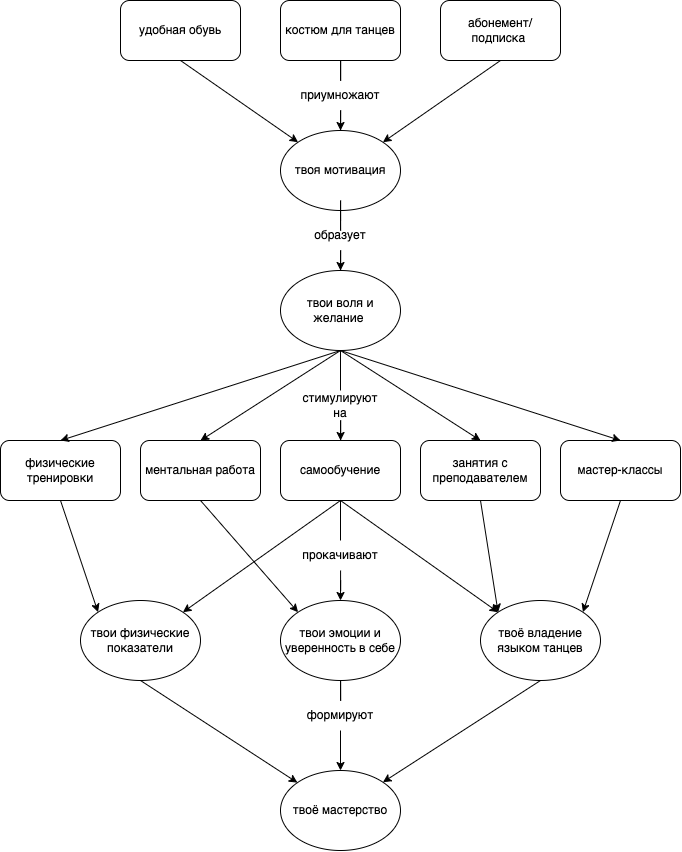 удобная обувь
костюм для танцев
абонемент/
подписка
приумножают
твоя мотивация
образует
твои воля и
желание
стимулируют
на
физические
тренировки
ментальная работа
самообучение
занятия с
преподавателем
мастер-классы
прокачивают
твои физические
показатели
твои эмоции и
уверенность в себе
твоё владение
языком танцев
формируют
твоё мастерство